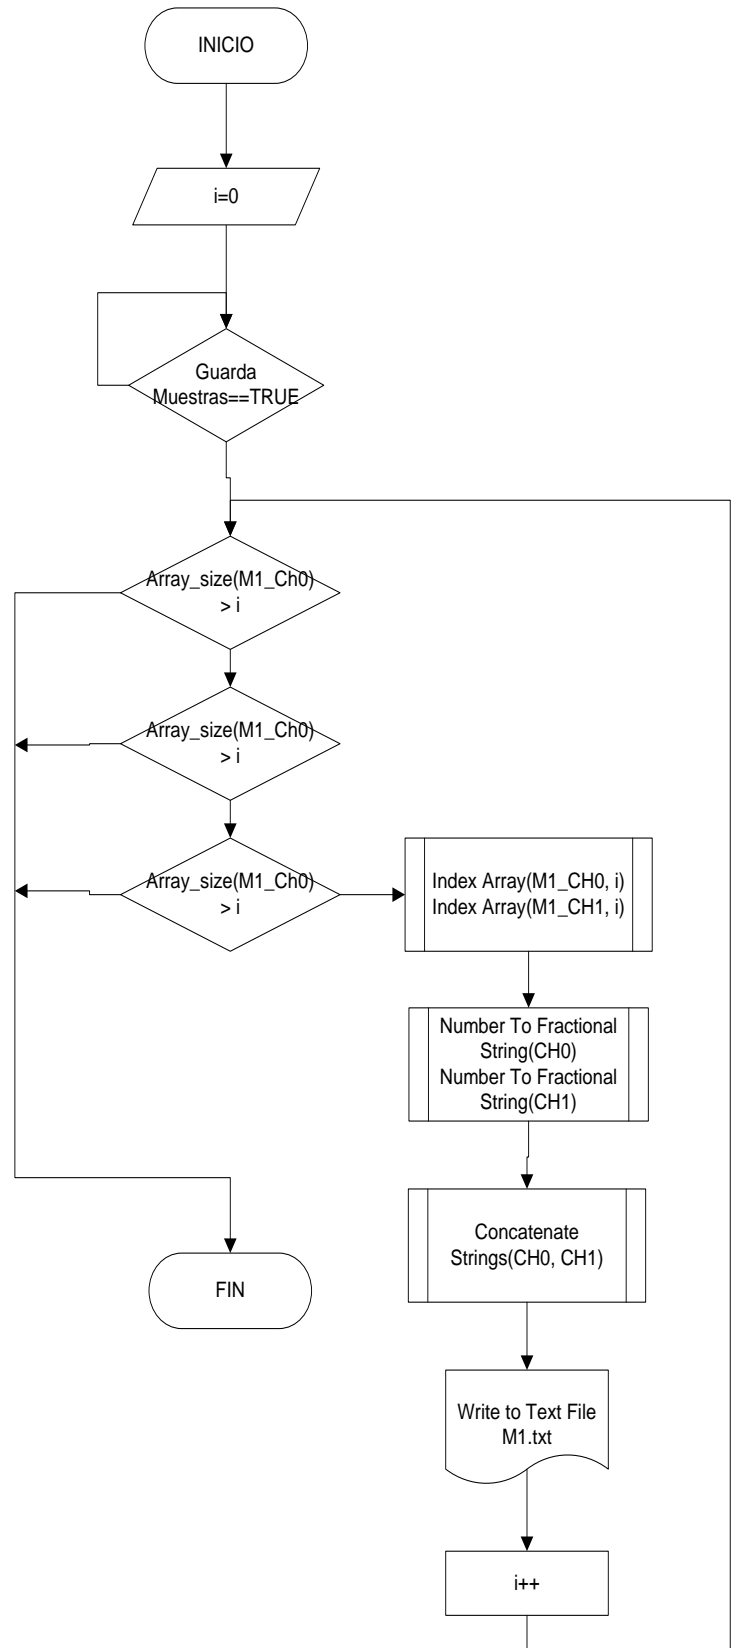 INICIO
i=0
Guarda
Muestras==TRUE
Array_size(M1_Ch0)
> i
Array_size(M1_Ch0)
> i
Array_size(M1_Ch0)
> i
Index Array(M1_CH0, i)
Index Array(M1_CH1, i)
Number To Fractional
String(CH0)
Number To Fractional
String(CH1)
Concatenate
Strings(CH0, CH1)
FIN
Write to Text File
M1.txt
i++